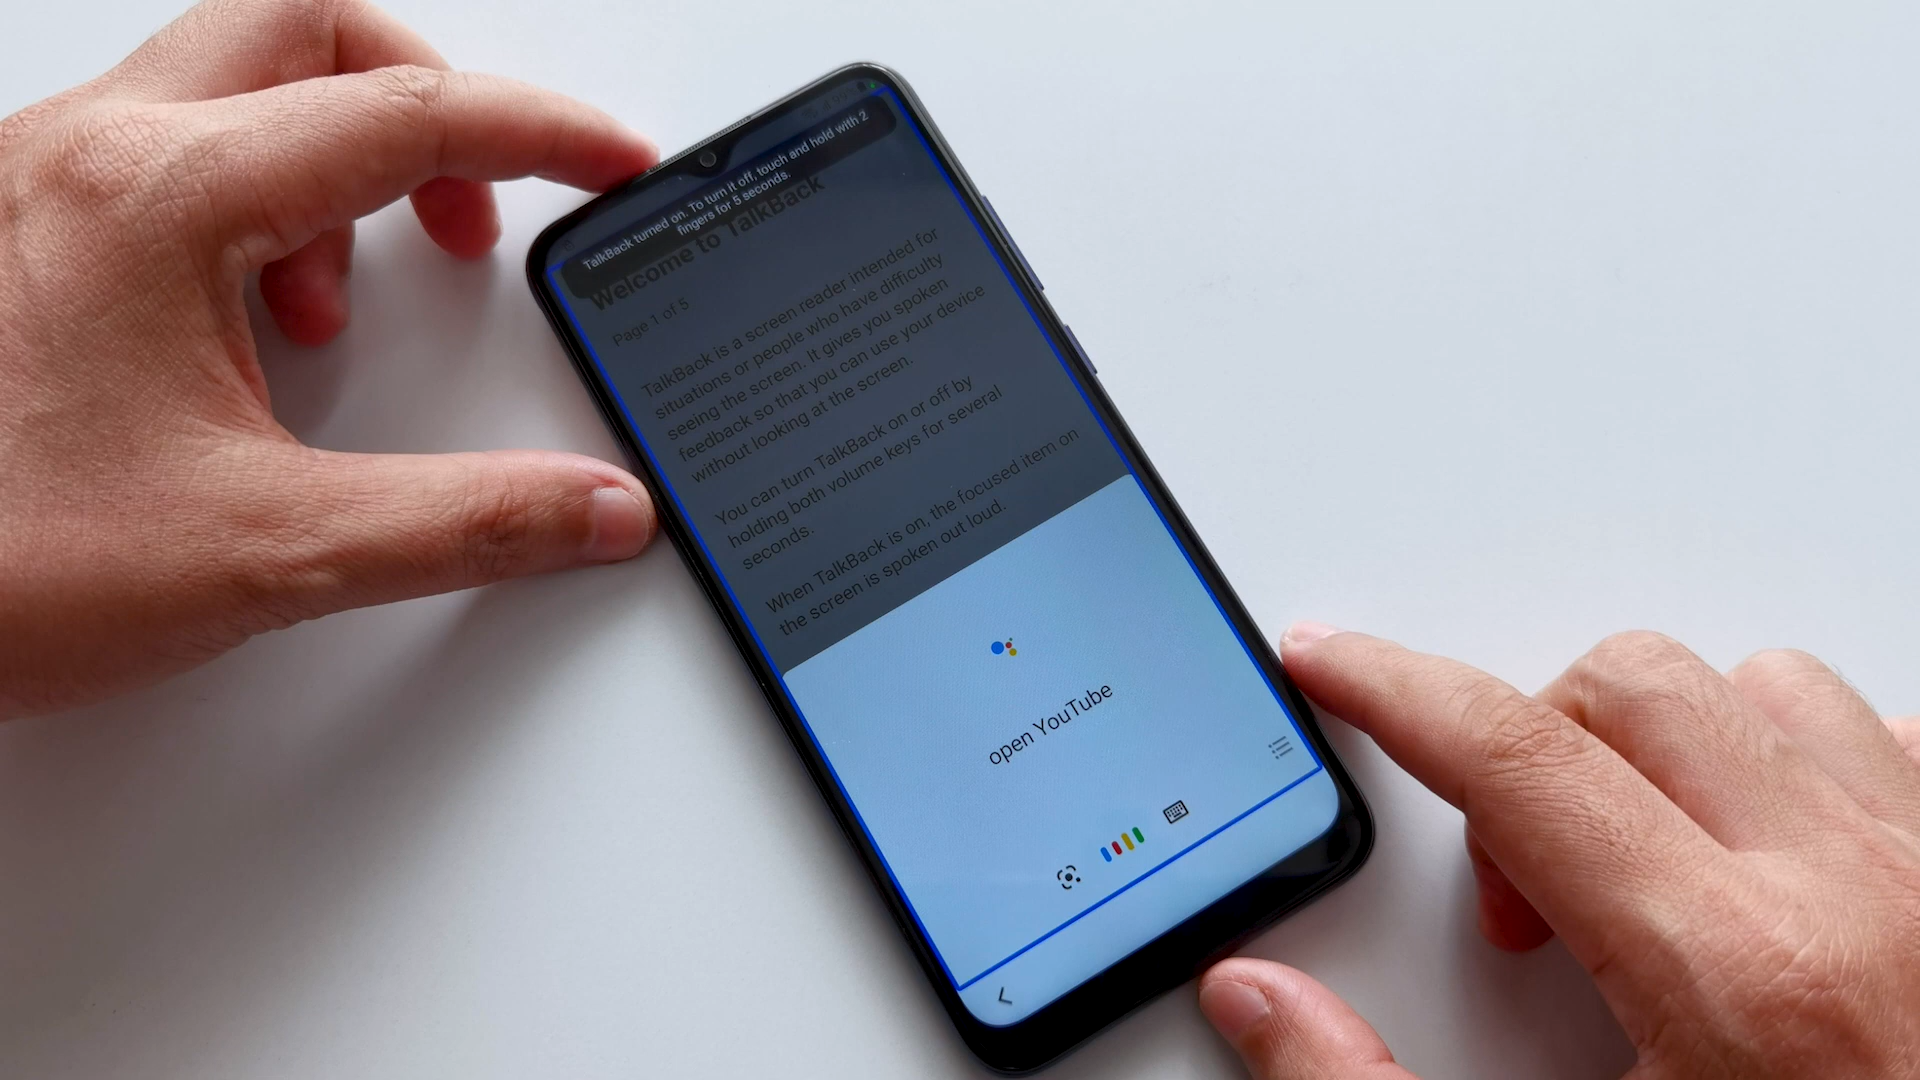 TalkBack turned on. To turn it off, touch and hold with 2
fingers for 5 seconds.
Welcome to TalkBack
Page 1 of 5
TalkBack is a screen reader intended for
situations or people who have difficulty
seeing the screen. It gives you spoken
feedback so that you can use your device
without looking at the screen.
You can turn TalkBack on or off by
holding both volume keys for several
seconds.
When TalkBack is on, the focused item on
the screen is spoken out loud.
open YouTube